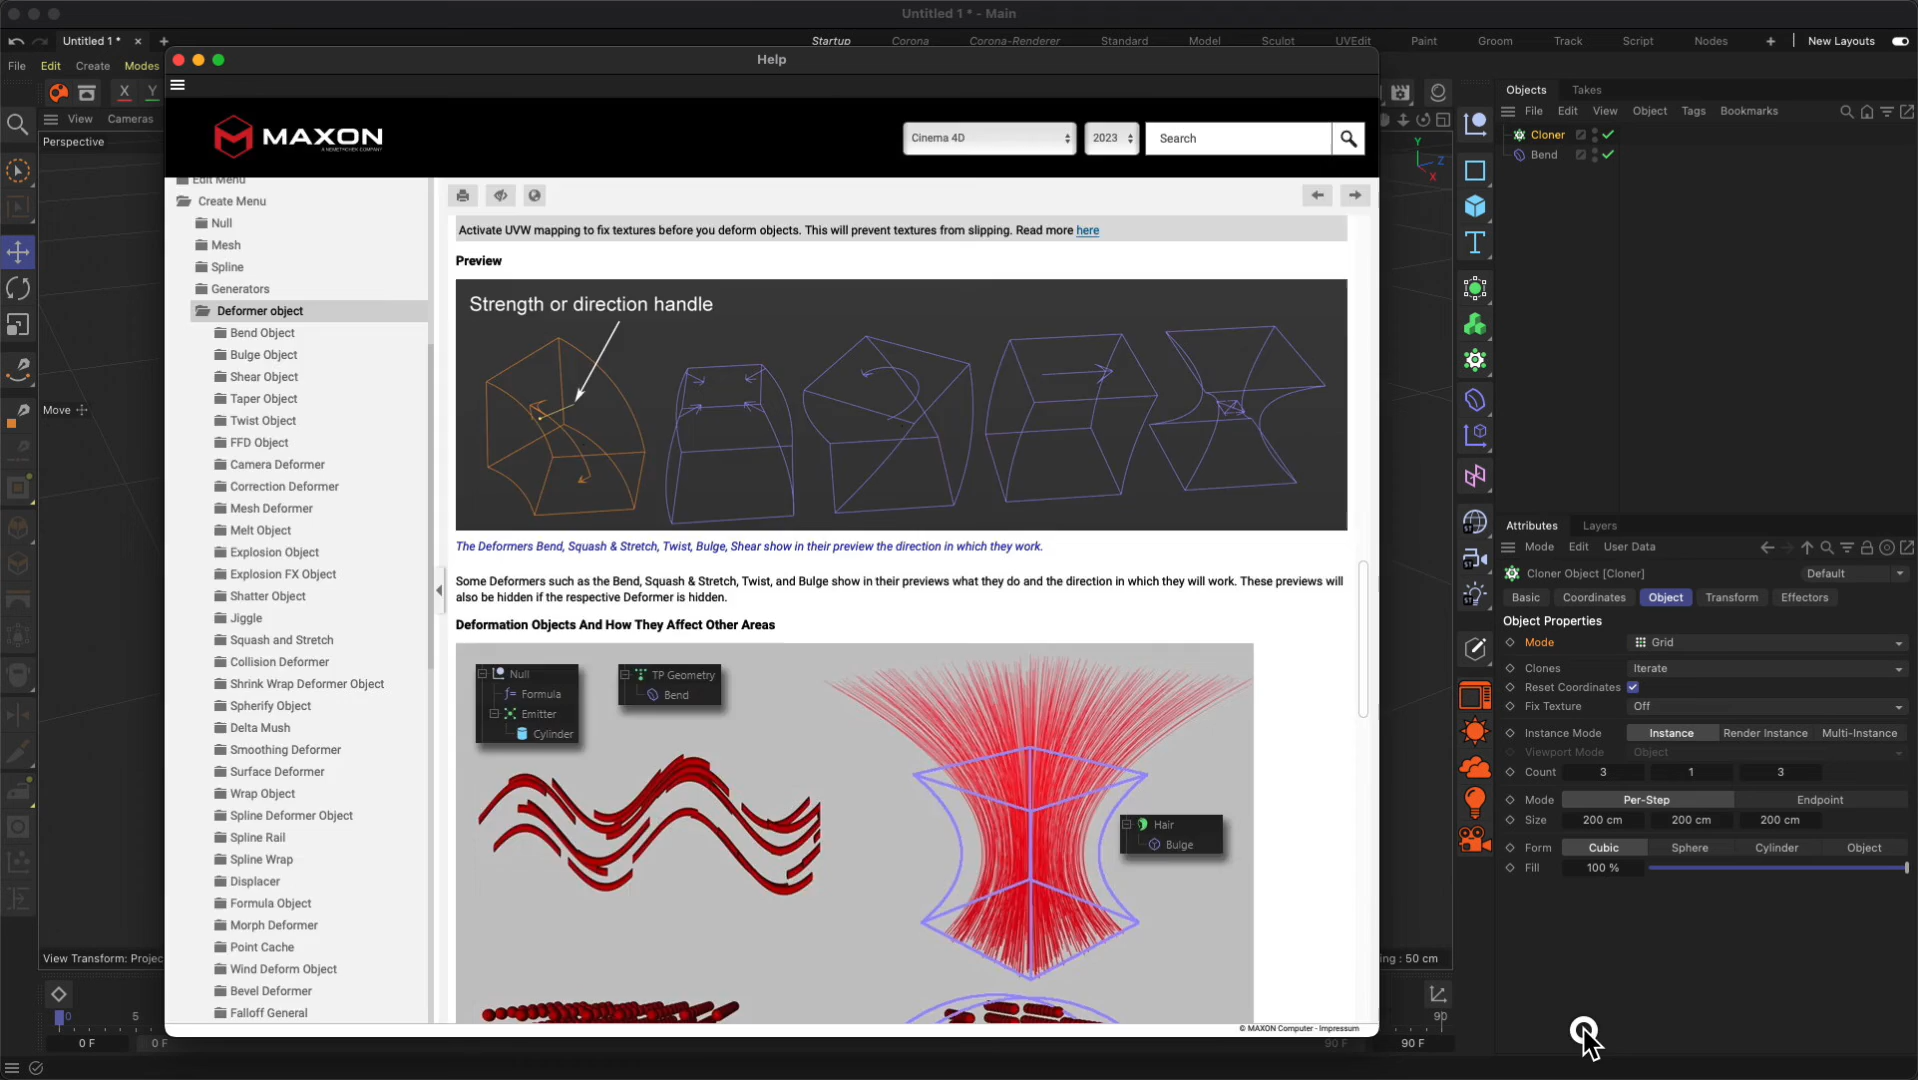 Untitled 1 * - Main
Untitled 1 *
Startup
Corona
Corona-Renderer
Standard
Model
Sculpt
UVEdit
Paint
Groom
Track
Script
Nodes
New Layouts
File
Edit
Create
Modes
Help
X
Y
View
Cameras
Perspective
Move
MAXON
Cinema 4D
2023
Search
Edit Menu
Create Menu
Null
Mesh
Spline
Generators
Deformer object
Bend Object
Bulge Object
Shear Object
Taper Object
Twist Object
FFD Object
Camera Deformer
Correction Deformer
Mesh Deformer
Melt Object
Explosion Object
Explosion FX Object
Shatter Object
Jiggle
Squash and Stretch
Collision Deformer
Shrink Wrap Deformer Object
Spherify Object
Delta Mush
Smoothing Deformer
Surface Deformer
Wrap Object
Spline Deformer Object
Spline Rail
Spline Wrap
Displacer
Formula Object
Morph Deformer
Point Cache
Wind Deform Object
Bevel Deformer
Falloff General
Activate UVW mapping to fix textures before you deform objects. This will prevent textures from slipping. Read more here
Preview
Strength or direction handle
The Deformers Bend, Squash & Stretch, Twist, Bulge, Shear show in their preview the direction in which they work.
Some Deformers such as the Bend, Squash & Stretch, Twist, and Bulge show in their previews what they do and the direction in which they will work. These previews will
also be hidden if the respective Deformer is hidden.
Deformation Objects And How They Affect Other Areas
Null
Formula
Emitter
Cylinder
TP Geometry
Bend
Hair
Bulge
© MAXON Computer - Impressum
View Transform: Projec
ing : 50 cm
0
5
90
0 F
0 F
90 F
90 F
Y
Z
X
Objects
Takes
File
Edit
View
Object
Tags
Bookmarks
Cloner
Bend
Attributes
Layers
Mode
Edit
User Data
Cloner Object [Cloner]
Default
Basic
Coordinates
Object
Transform
Effectors
Object Properties
Mode
Grid
Clones
Iterate
Reset Coordinates
Fix Texture
Off
Instance Mode
Instance
Render Instance
Multi-Instance
Viewport Mode
Object
Count
3
1
3
Mode
Per-Step
Endpoint
Size
200 cm
200 cm
200 cm
Form
Cubic
Sphere
Cylinder
Object
Fill
100 %
ST
ST
ST